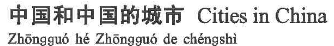 中国和中国的城市 Cities in China
Zhōngguó hé Zhōngguó de chéngshì